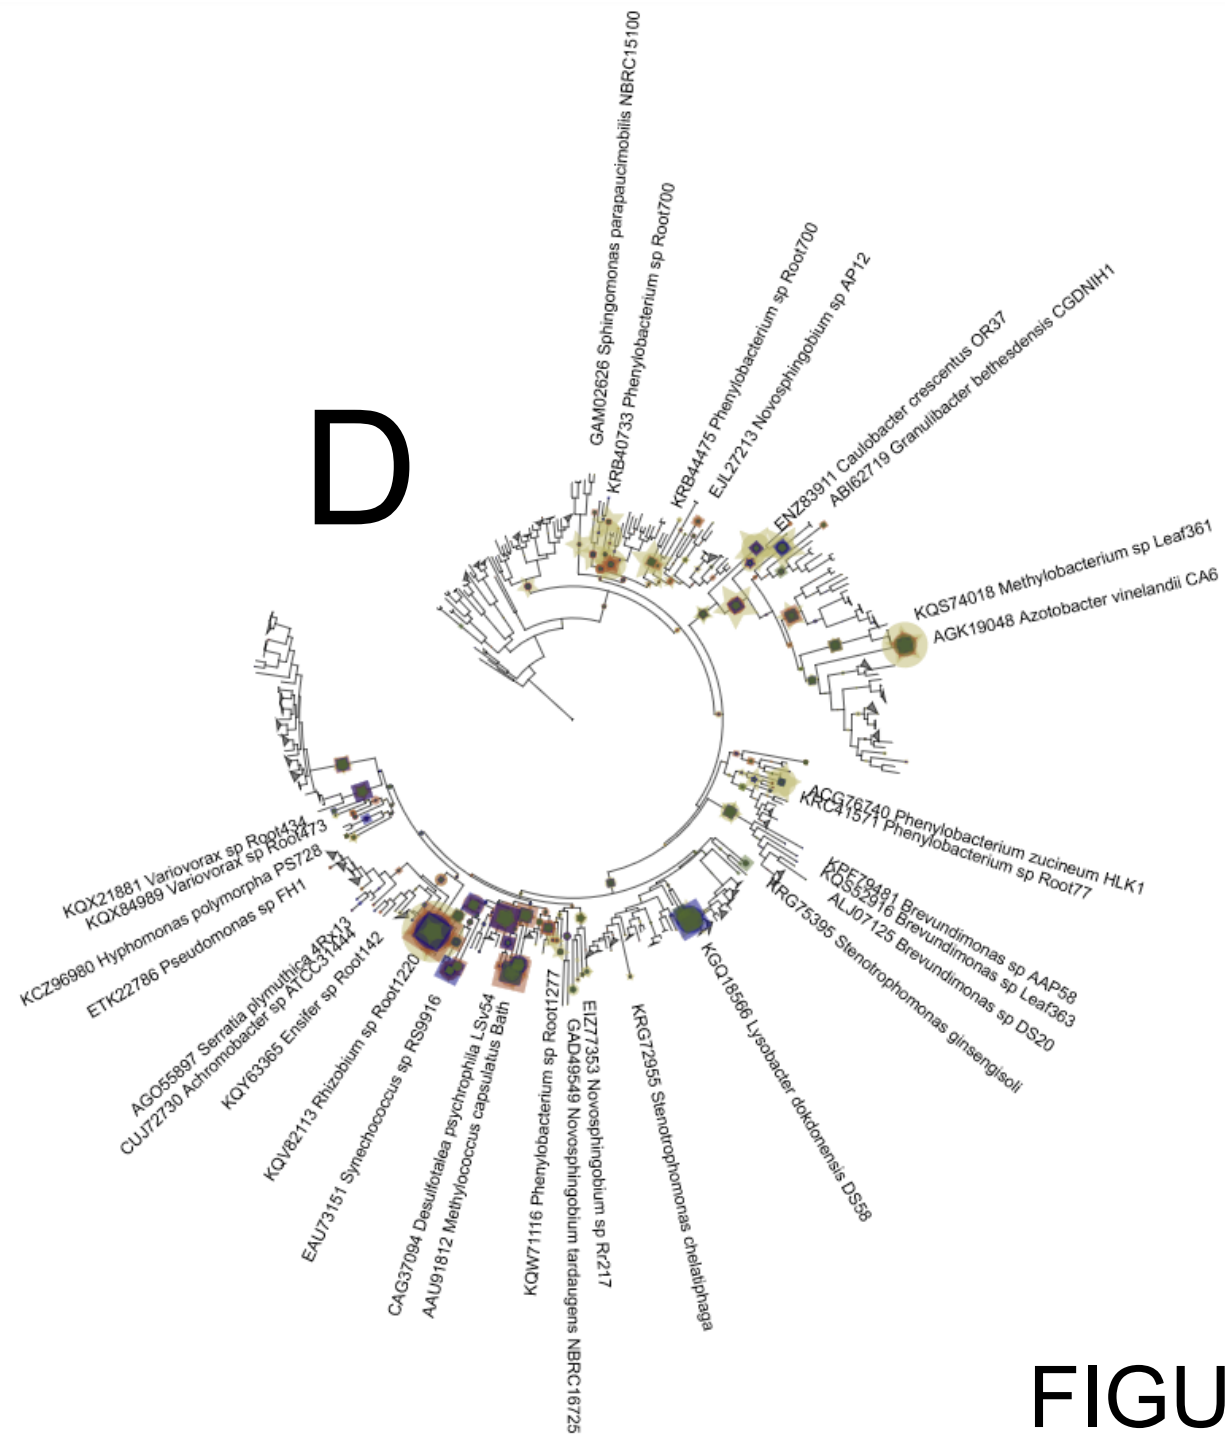 GAM02626 Sphingomonas parapaucimobilis NBRC15100
KRB40733 Phenylobacterium sp Root700
KRB44475 Phenylobacterium sp Root700
EJL27213 Novosphingobium sp AP12
ENZ83911 Caulobacter crescentus OR37
ABI62719 Granulibacter bethesdensis CGDNIH1
D
KQS74018 Methylobacterium sp Leaf361
AGK19048 Azotobacter vinelandii CA6
ACG76740 Phenylobacterium zucineum HLK1
KRC41571 Phenylobacterium sp Root77
KPE79481 Brevundimonas sp AAP58
KQS52916 Brevundimonas sp Leaf363
ALJ07125 Brevundimonas sp DS20
KRG75395 Stenotrophomonas ginsengisoli
KGQ18566 Lysobacter dokdonensis DS58
KRG72955 Stenotrophomonas chelatiphaga
EIZ77353 Novosphingobium sp Rr217
GAD49549 Novosphingobium tardaugens NBRC16725
KQW71116 Phenylobacterium sp Root1277
AAU91812 Methylococcus capsulatus Bath
CAG37094 Desulfotalea psychrophila LSv54
EAU73151 Synechococcus sp RS9916
KQV82113 Rhizobium sp Root1220
KQY63365 Ensifer sp Root142
CUJ72730 Achromobacter sp ATCC31444
AGO55897 Serratia plymuthica 4Rx13
ETK22786 Pseudomonas sp FH1
KCZ96980 Hyphomonas polymorpha PS728
KQX84989 Variovorax sp Root473
KQX21881 Variovorax sp Root434
FIGU